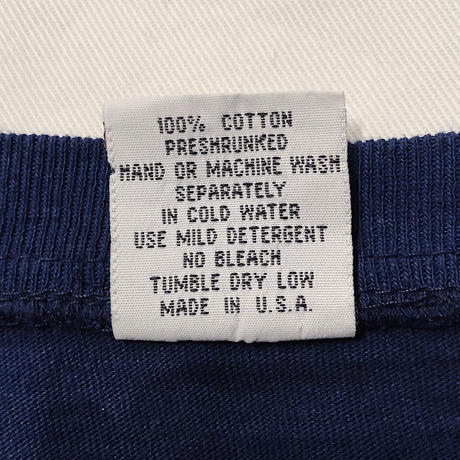 100% COTTON
PRESHRUNKED
HAND OR MACHINE WASH
SEPARATELY
IN COLD WATER
USE MILD DETERGENT
NO BLEACH
TUMBLE DRY LOW
MADE IN U.S.A.